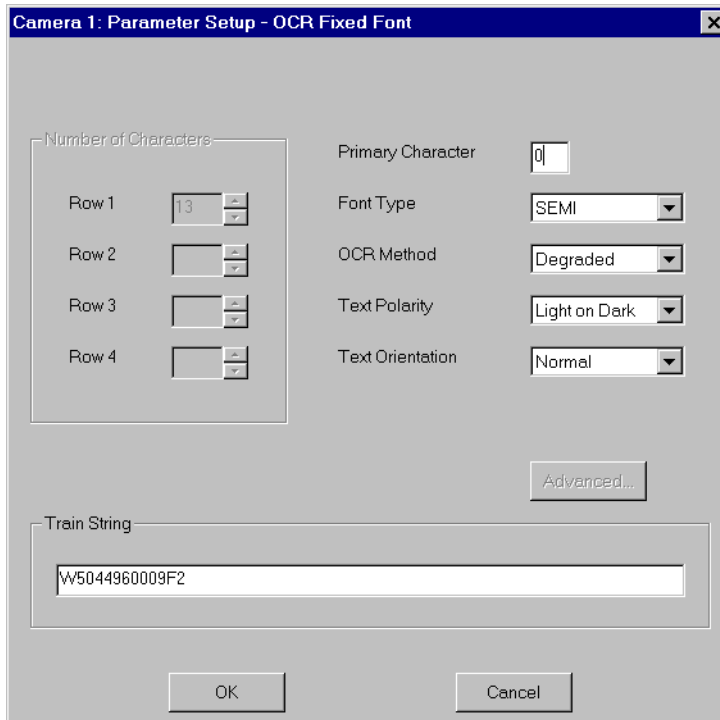 Camera 1: Parameter Setup - OCR Fixed Font
Number of Characters
Row 1 13
Row 2
Row 3
Row 4
Primary Character 0
Font Type SEMI
OCR Method Degraded
Text Polarity Light on Dark
Text Orientation Normal
Advanced...
Train String
W5044960009F2
OK Cancel